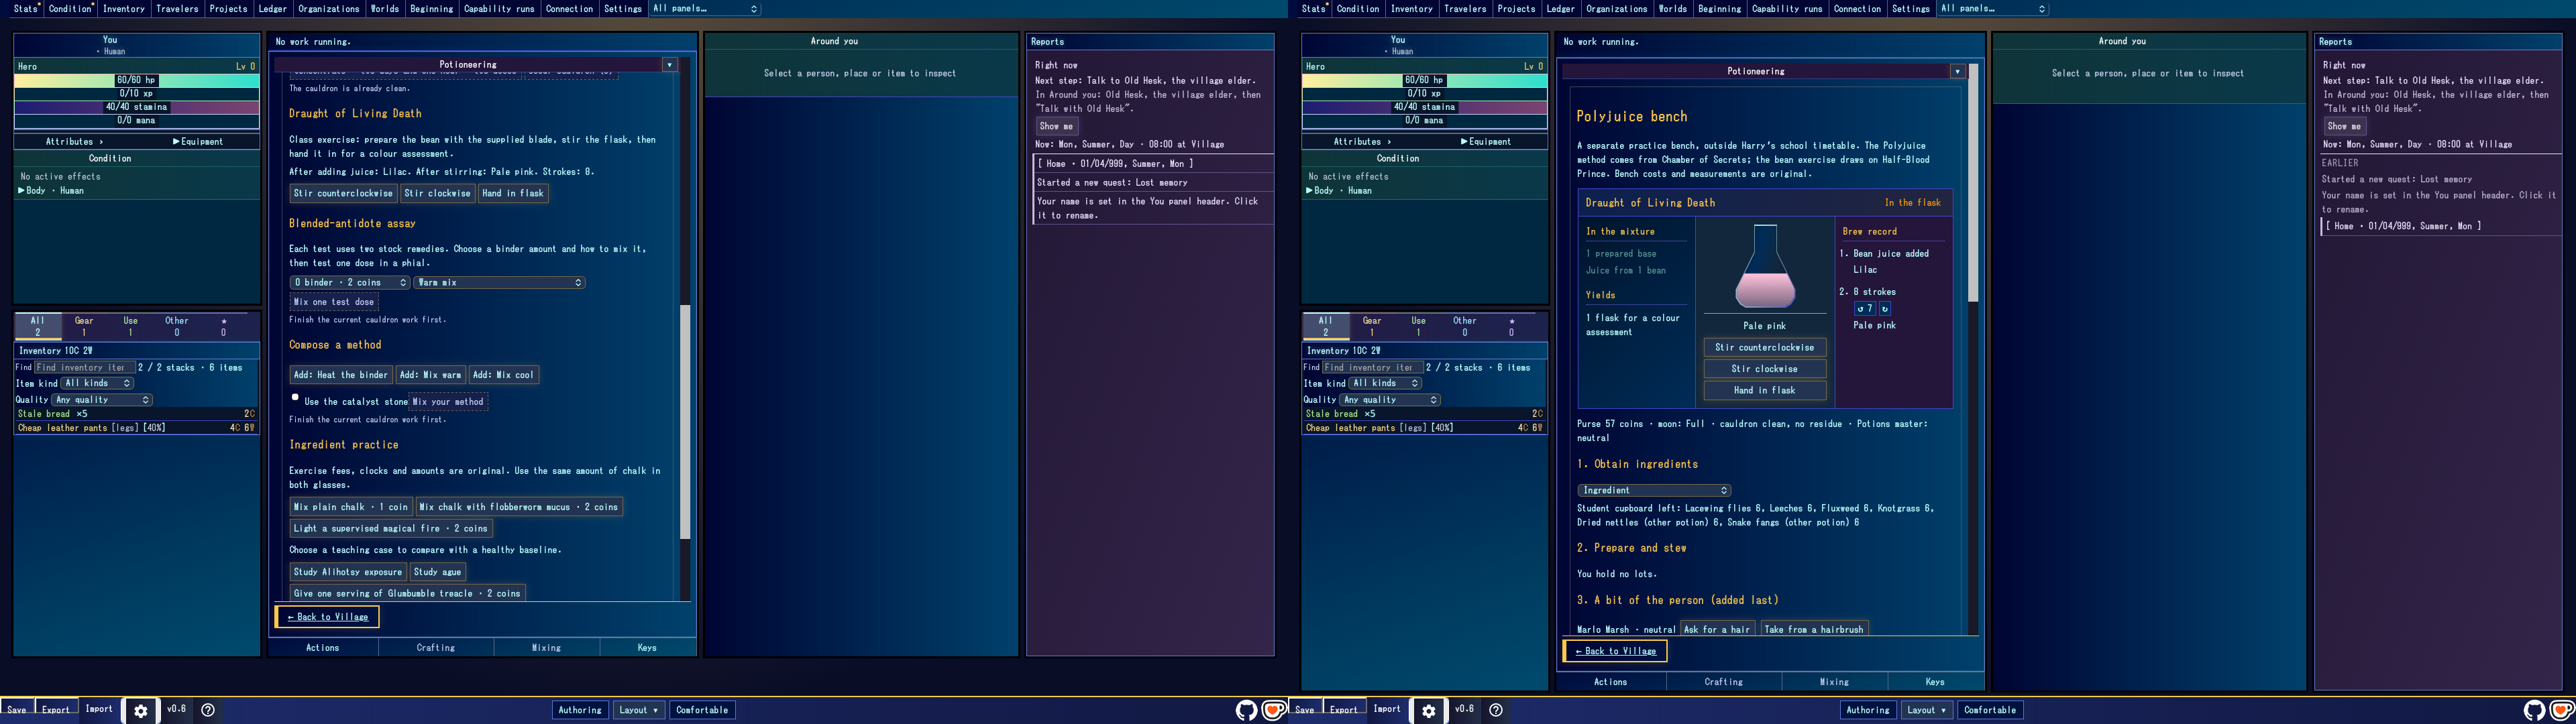 Stats Condition Inventory Travelers Projects Ledger Organizations Worlds Beginning Capability runs Connection Settings All panels…
You
· Human
Hero Lv 0
60/60 hp
0/10 xp
40/40 stamina
0/0 mana
Attributes › ▶Equipment
Condition
No active effects
▶Body · Human
All Gear Use Other ★
2 1 1 0 0
Inventory 10C 2W
Find Find inventory iter 2 / 2 stacks · 6 items
Item kind All kinds
Quality Any quality
Stale bread ×5 2C
Cheap leather pants [legs] [40%] 4C 6W
No work running.
Potioneering ▼
The cauldron is already clean.
Draught of Living Death
Class exercise: prepare the bean with the supplied blade, stir the flask, then
hand it in for a colour assessment.
After adding juice: Lilac. After stirring: Pale pink. Strokes: 8.
Stir counterclockwise Stir clockwise Hand in flask
Blended-antidote assay
Each test uses two stock remedies. Choose a binder amount and how to mix it,
then test one dose in a phial.
0 binder · 2 coins Warm mix
Mix one test dose
Finish the current cauldron work first.
Compose a method
Add: Heat the binder Add: Mix warm Add: Mix cool
Use the catalyst stone Mix your method
Finish the current cauldron work first.
Ingredient practice
Exercise fees, clocks and amounts are original. Use the same amount of chalk in
both glasses.
Mix plain chalk · 1 coin Mix chalk with flobberworm mucus · 2 coins
Light a supervised magical fire · 2 coins
Choose a teaching case to compare with a healthy baseline.
Study Alihotsy exposure Study ague
Give one serving of Glumbumble treacle · 2 coins
← Back to Village
Actions Crafting Mixing Keys
Around you
Select a person, place or item to inspect
Reports
Right now
Next step: Talk to Old Hesk, the village elder.
In Around you: Old Hesk, the village elder, then
"Talk with Old Hesk".
Show me
Now: Mon, Summer, Day · 08:00 at Village
[ Home · 01/04/999, Summer, Mon ]
Started a new quest: Lost memory
Your name is set in the You panel header. Click
it to rename.
Save Export Import v0.6 Authoring Layout ▾ Comfortable
Stats Condition Inventory Travelers Projects Ledger Organizations Worlds Beginning Capability runs Connection Settings All panels…
You
· Human
Hero Lv 0
60/60 hp
0/10 xp
40/40 stamina
0/0 mana
Attributes › ▶Equipment
Condition
No active effects
▶Body · Human
All Gear Use Other ★
2 1 1 0 0
Inventory 10C 2W
Find Find inventory iter 2 / 2 stacks · 6 items
Item kind All kinds
Quality Any quality
Stale bread ×5 2C
Cheap leather pants [legs] [40%] 4C 6W
No work running.
Potioneering ▼
Polyjuice bench
A separate practice bench, outside Harry's school timetable. The Polyjuice
method comes from Chamber of Secrets; the bean exercise draws on Half-Blood
Prince. Bench costs and measurements are original.
Draught of Living Death In the flask
In the mixture
1 prepared base
Juice from 1 bean
Yields
1 flask for a colour
assessment
Pale pink
Stir counterclockwise
Stir clockwise
Hand in flask
Brew record
1. Bean juice added
Lilac
2. 8 strokes
↺ 7 ↻
Pale pink
Purse 57 coins · moon: Full · cauldron clean, no residue · Potions master:
neutral
1. Obtain ingredients
Ingredient
Student cupboard left: Lacewing flies 6, Leeches 6, Fluxweed 6, Knotgrass 6,
Dried nettles (other potion) 6, Snake fangs (other potion) 6
2. Prepare and stew
You hold no lots.
3. A bit of the person (added last)
Marlo Marsh · neutral Ask for a hair Take from a hairbrush
← Back to Village
Actions Crafting Mixing Keys
Around you
Select a person, place or item to inspect
Reports
Right now
Next step: Talk to Old Hesk, the village elder.
In Around you: Old Hesk, the village elder, then
"Talk with Old Hesk".
Show me
Now: Mon, Summer, Day · 08:00 at Village
EARLIER
Started a new quest: Lost memory
Your name is set in the You panel header. Click it
to rename.
[ Home · 01/04/999, Summer, Mon ]
Save Export Import v0.6 Authoring Layout ▾ Comfortable